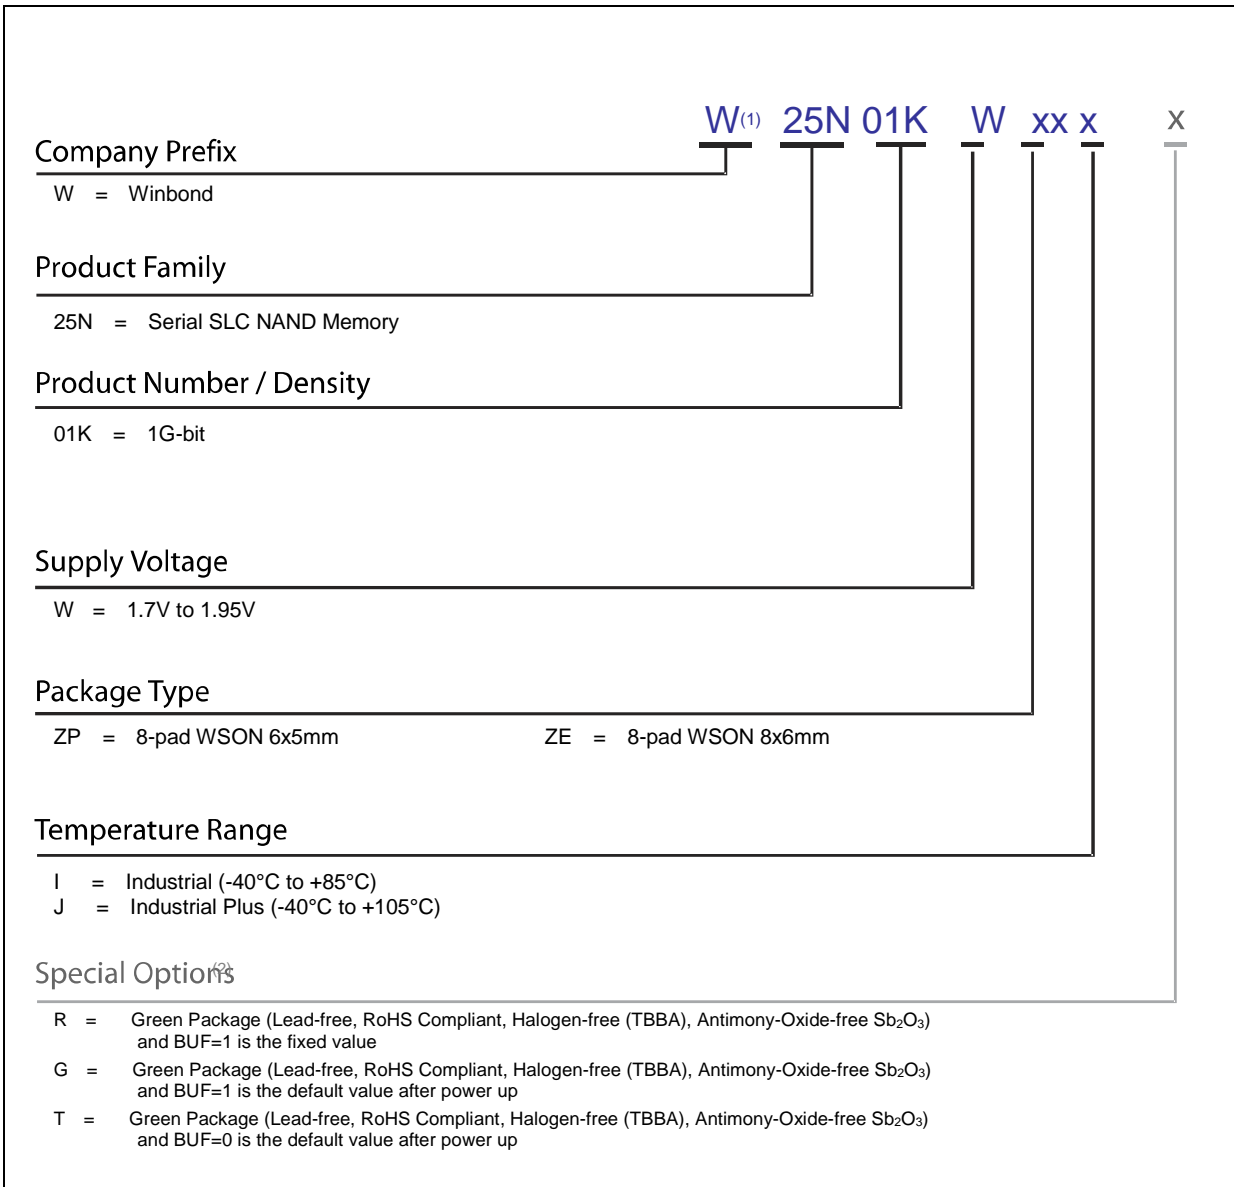 W(1) 25N 01K W xx x x
Company Prefix
W = Winbond
Product Family
25N = Serial SLC NAND Memory
Product Number / Density
01K = 1G-bit
Supply Voltage
W = 1.7V to 1.95V
Package Type
ZP = 8-pad WSON 6x5mm ZE = 8-pad WSON 8x6mm
Temperature Range
I = Industrial (-40°C to +85°C)
J = Industrial Plus (-40°C to +105°C)
Special Options(2)
R = Green Package (Lead-free, RoHS Compliant, Halogen-free (TBBA), Antimony-Oxide-free Sb₂O₃)
and BUF=1 is the fixed value
G = Green Package (Lead-free, RoHS Compliant, Halogen-free (TBBA), Antimony-Oxide-free Sb₂O₃)
and BUF=1 is the default value after power up
T = Green Package (Lead-free, RoHS Compliant, Halogen-free (TBBA), Antimony-Oxide-free Sb₂O₃)
and BUF=0 is the default value after power up